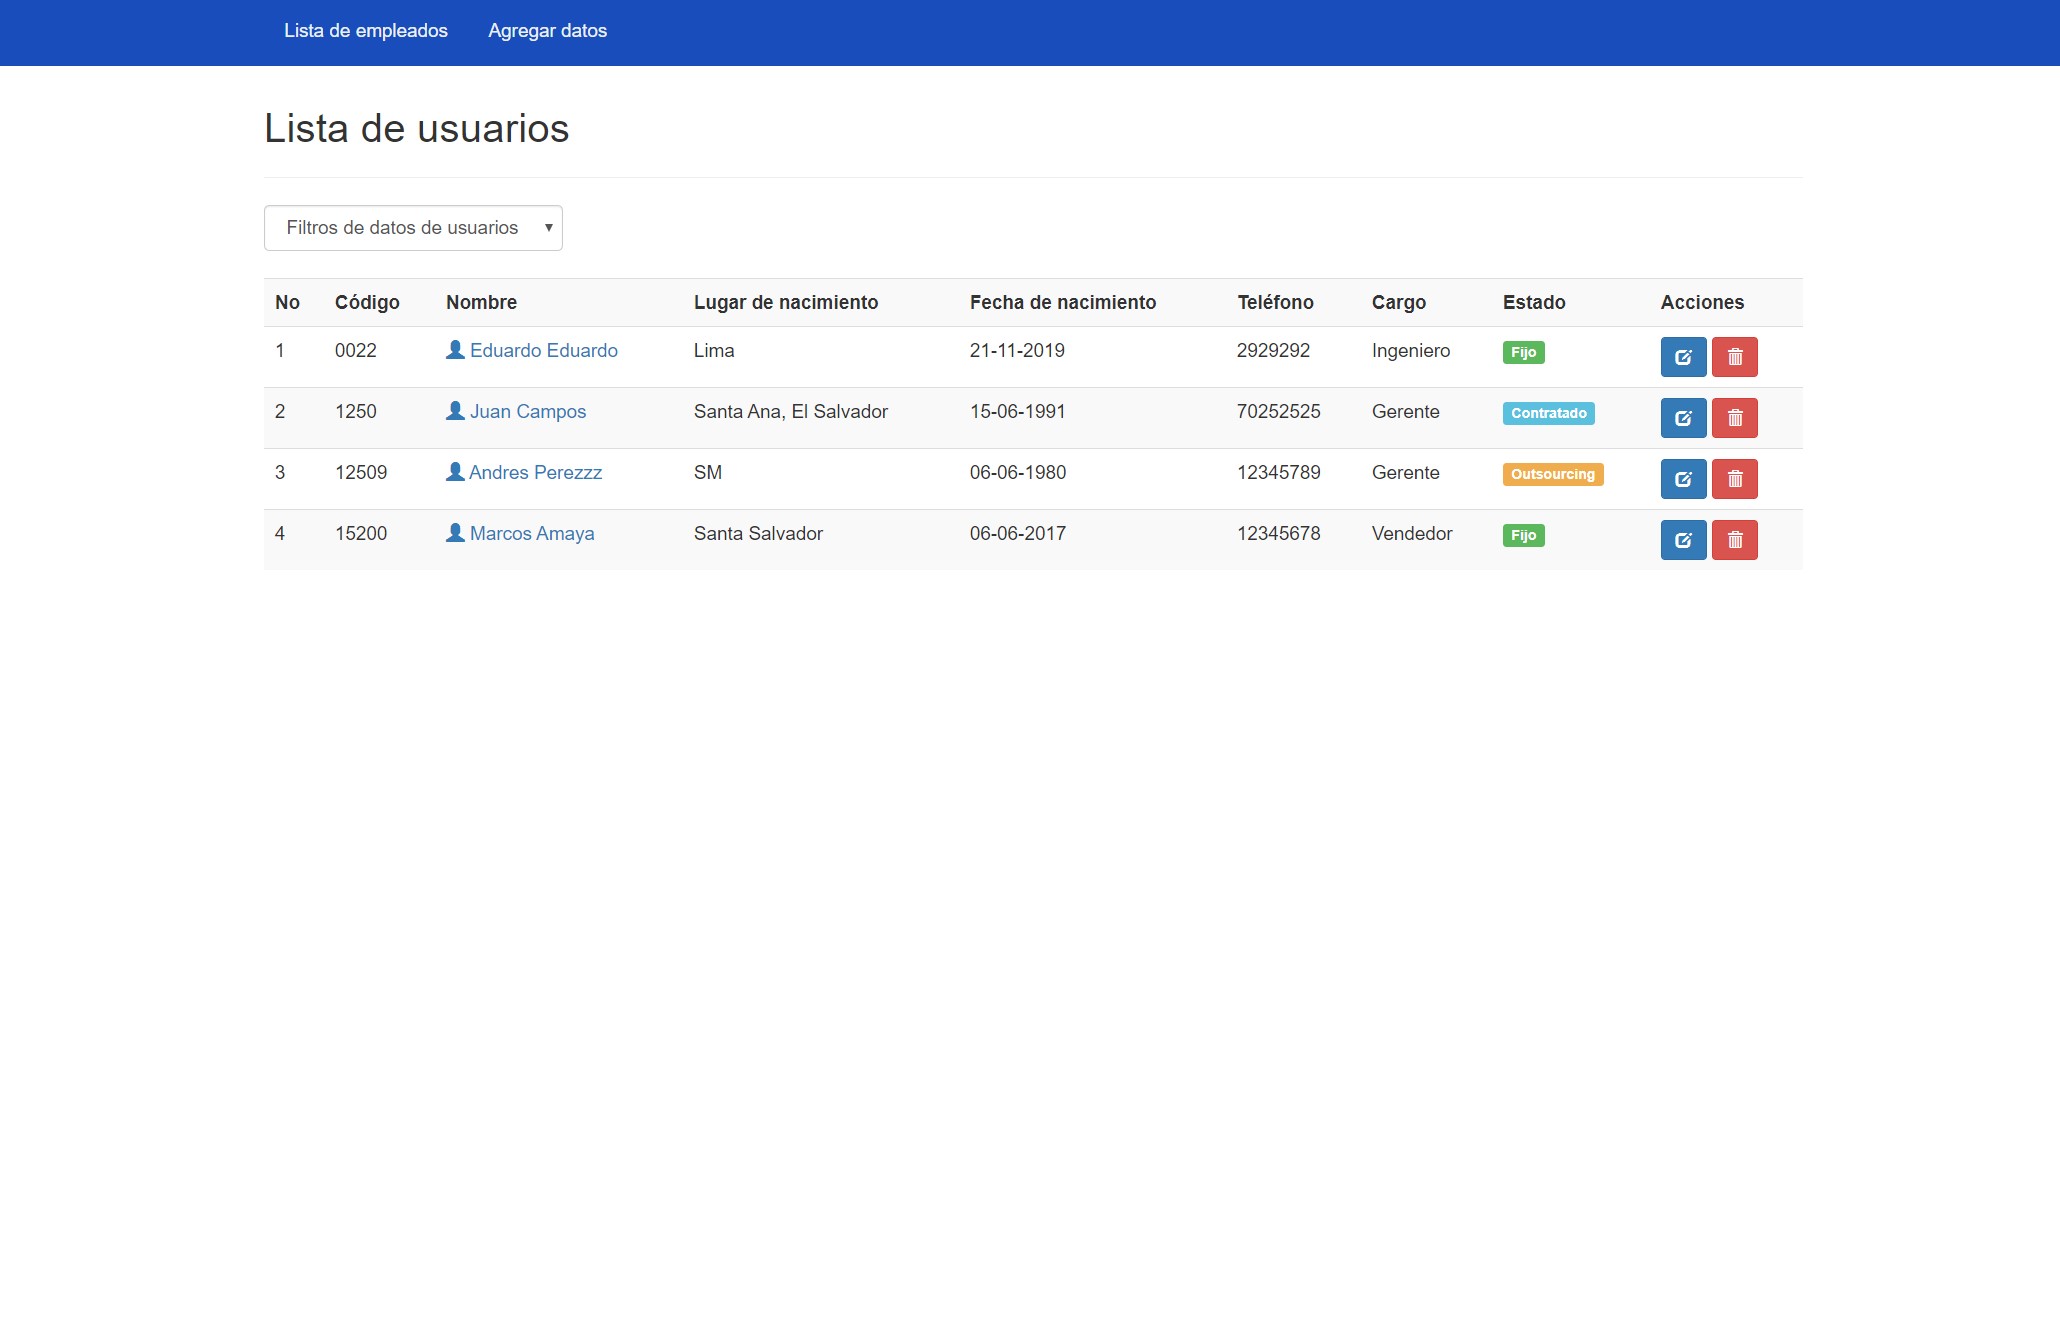 Lista de empleados Agregar datos
Lista de usuarios
Filtros de datos de usuarios
No Código Nombre Lugar de nacimiento Fecha de nacimiento Teléfono Cargo Estado Acciones
1 0022 Eduardo Eduardo Lima 21-11-2019 2929292 Ingeniero Fijo
2 1250 Juan Campos Santa Ana, El Salvador 15-06-1991 70252525 Gerente Contratado
3 12509 Andres Perezzz SM 06-06-1980 12345789 Gerente Outsourcing
4 15200 Marcos Amaya Santa Salvador 06-06-2017 12345678 Vendedor Fijo